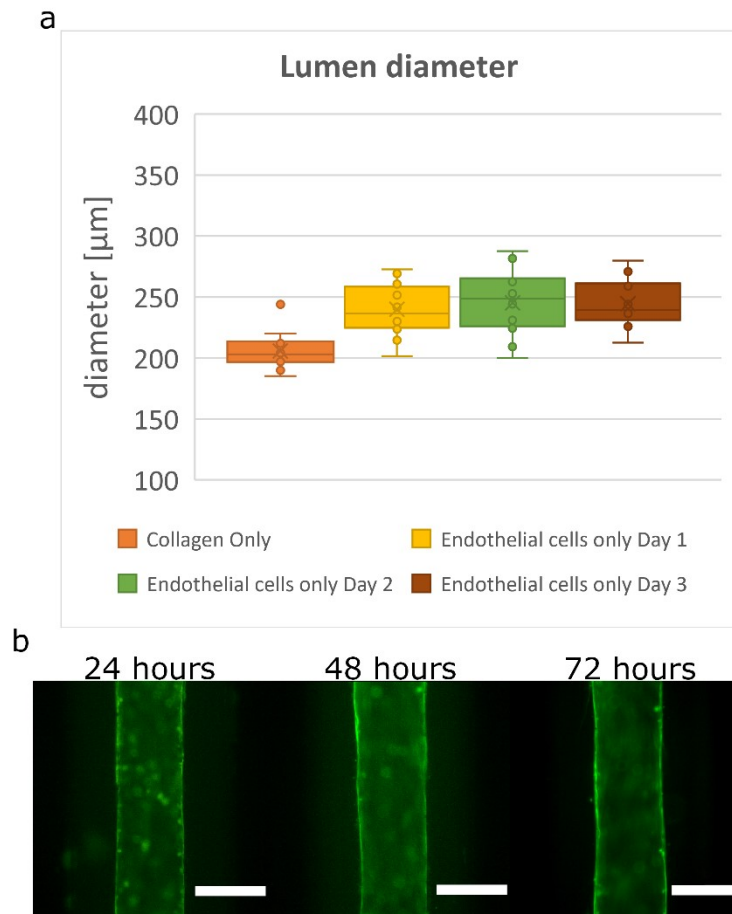 a
Lumen diameter
400
350
300
250
200
150
100
diameter [µm]
Collagen Only
Endothelial cells only Day 1
Endothelial cells only Day 2
Endothelial cells only Day 3
b
24 hours
48 hours
72 hours